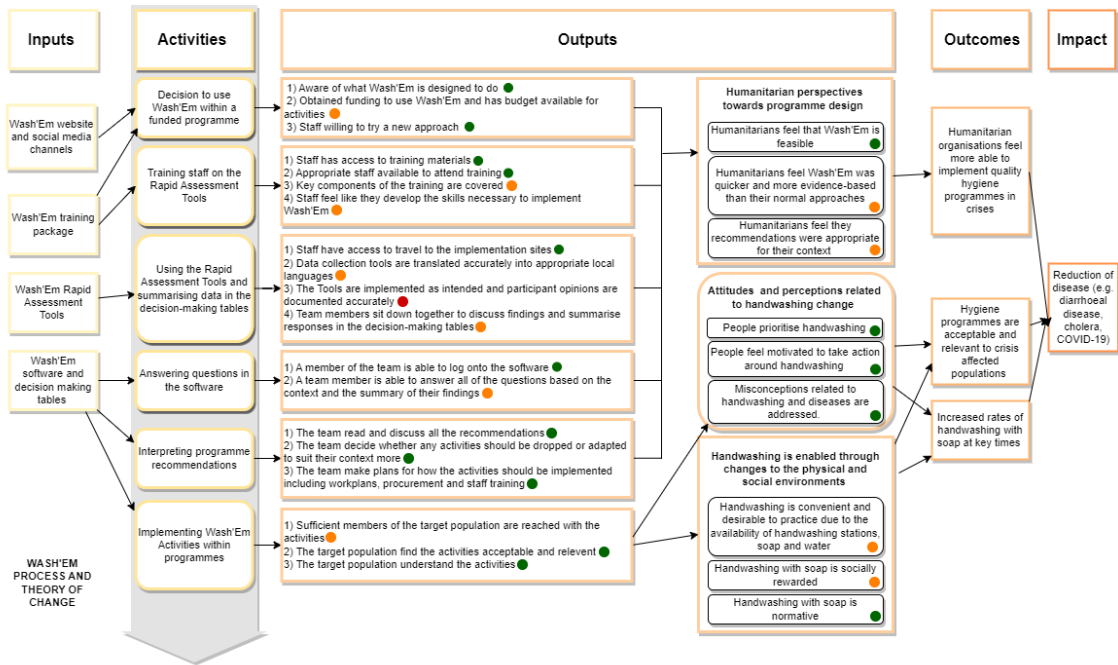 Inputs
Activities
Outputs
Outcomes
Impact
Wash'Em website
and social media
channels
Wash'Em training
package
Wash'Em Rapid Assessment
Tools
Wash'Em
software and
decision making
tables
WASH'EM
PROCESS AND
THEORY OF
CHANGE
Decision to use
Wash'Em within a
funded programme
Training staff on the
Rapid Assessment
Tools
Using the Rapid
Assessment Tools and
summarising data in the
decision-making tables
Answering questions in
the software
Interpreting programme
recommendations
Implementing Wash'Em
Activities within
programmes
1) Aware of what Wash'Em is designed to do
2) Obtained funding to use Wash'Em and has budget available for
activities
3) Staff willing to try a new approach
1) Staff has access to training materials
2) Appropriate staff available to attend training
3) Key components of the training are covered
4) Staff feel like they develop the skills necessary to implement
Wash'Em
1) Staff have access to travel to the implementation sites
2) Data collection tools are translated accurately into appropriate local
languages
3) The Tools are implemented as intended and participant opinions are
documented accurately
4) Team members sit down together to discuss findings and summarise
responses in the decision-making tables
1) A member of the team is able to log onto the software
2) A team member is able to answer all of the questions based on the
context and the summary of their findings
1) The team read and discuss all the recommendations
2) The team decide whether any activities should be dropped or adapted
to suit their context more
3) The team make plans for how the activities should be implemented
including workplans, procurement and staff training
1) Sufficient members of the target population are reached with the
activities
2) The target population find the activities acceptable and relevent
3) The target population understand the activities
Humanitarian perspectives
towards programme design
Humanitarians feel that Wash'Em is
feasible
Humanitarians feel Wash'Em was
quicker and more evidence-based
than their normal approaches
Humanitarians feel they
recommendations were appropriate
for their context
Attitudes and perceptions related
to handwashing change
People prioritise handwashing
People feel motivated to take action
around handwashing
Misconceptions related to
handwashing and diseases are
addressed.
Handwashing is enabled through
changes to the physical and
social environments
Handwashing is convenient and
desirable to practice due to the
availability of handwashing stations,
soap and water
Handwashing with soap is socially
rewarded
Handwashing with soap is
normative
Humanitarian
organisations feel
more able to
implement quality
hygiene
programmes in
crises
Hygiene
programmes are
acceptable and
relevant to crisis
affected
populations
Increased rates of
handwashing with
soap at key times
Reduction of
disease (e.g.
diarrhoeal
disease,
cholera,
COVID-19)